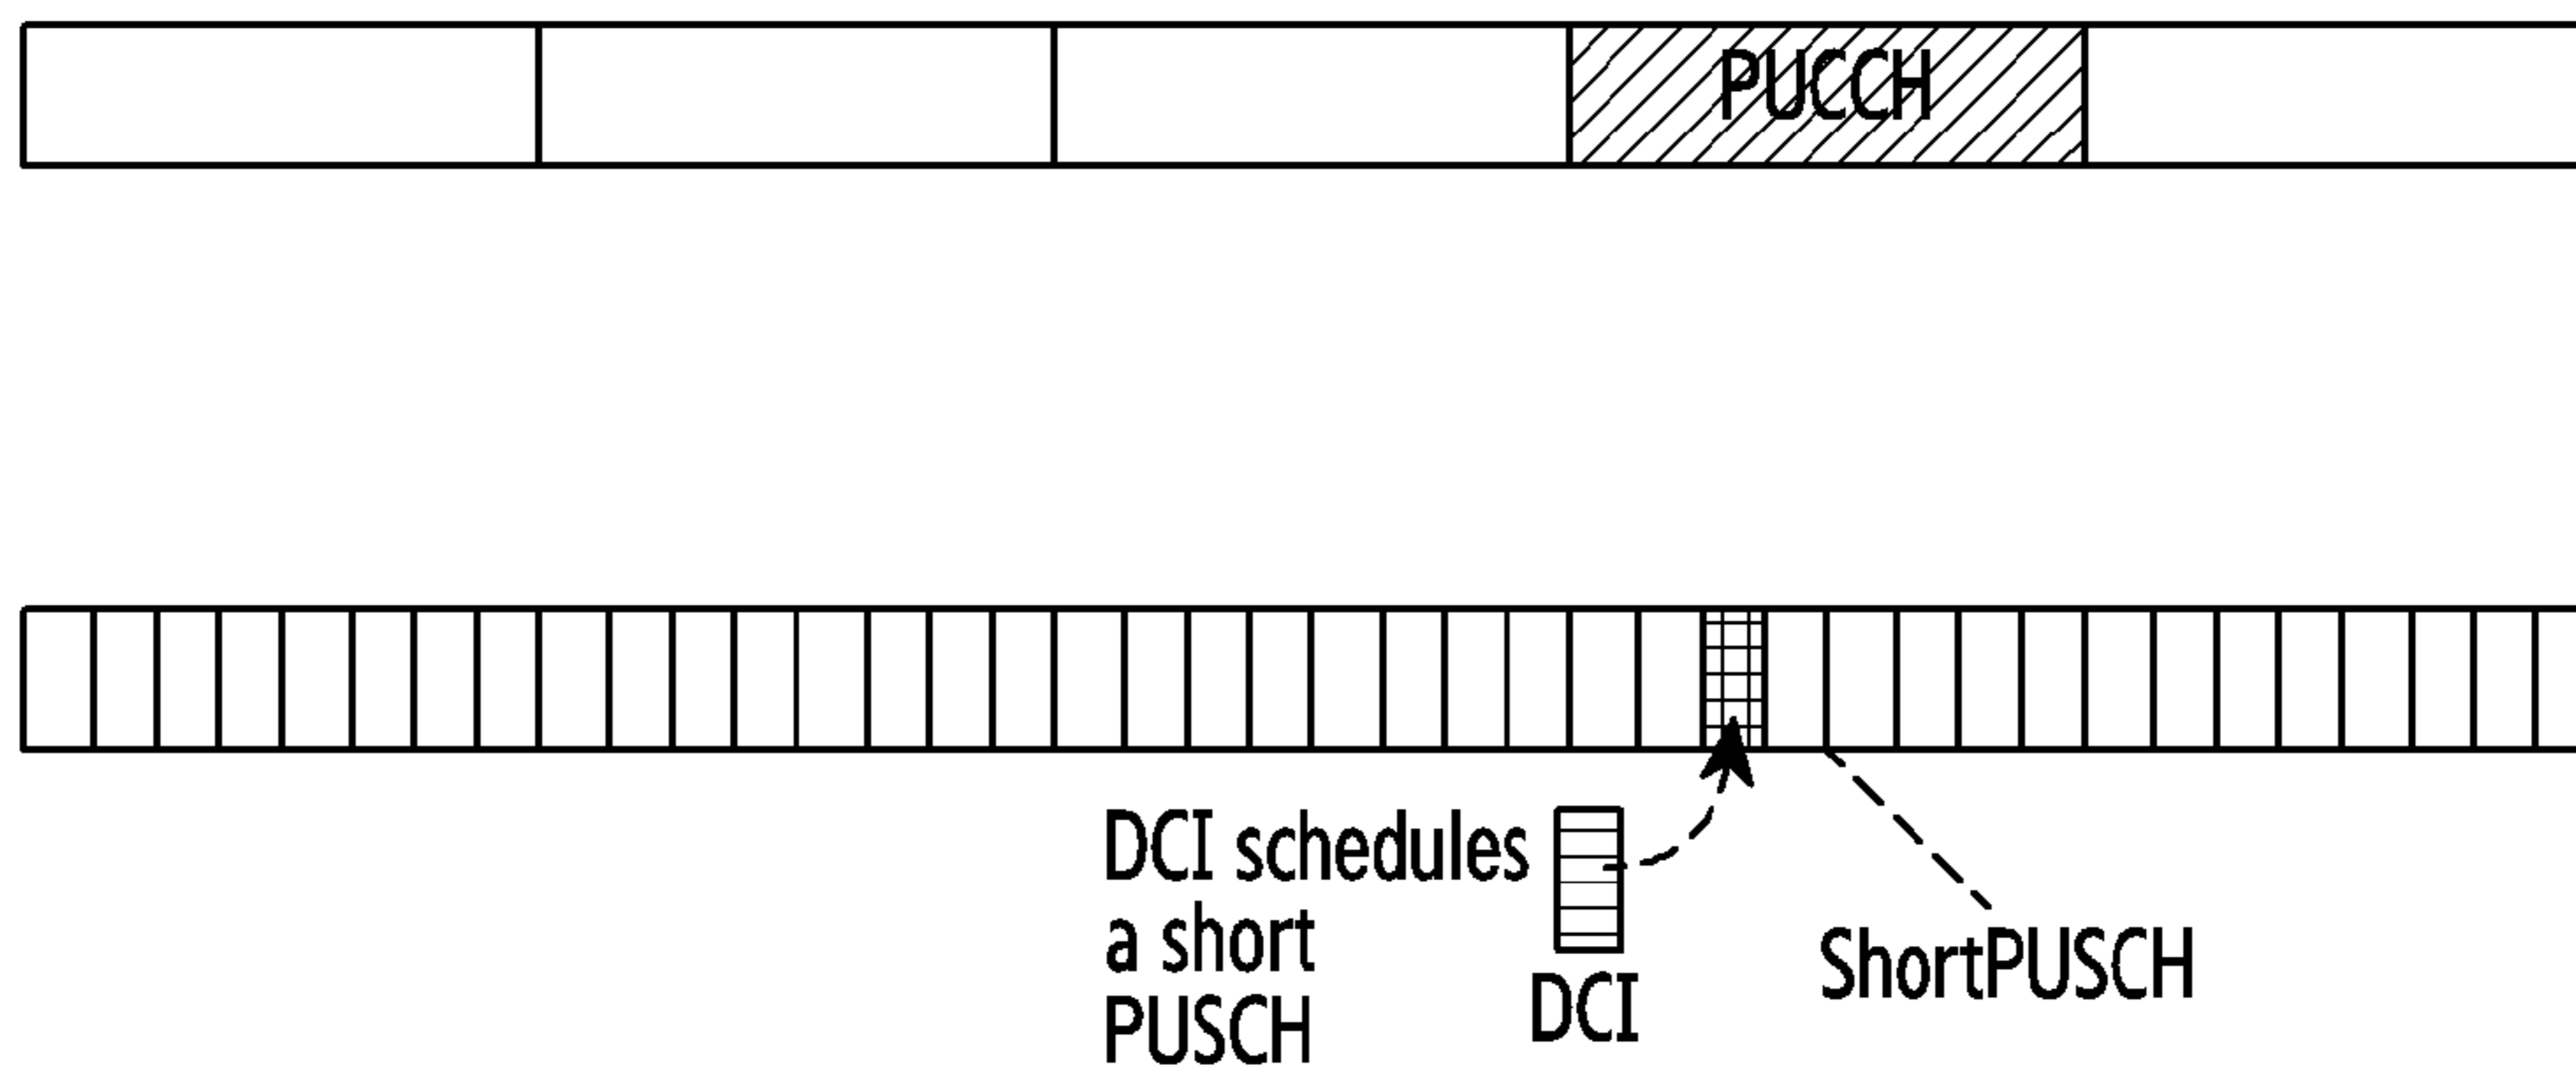 PUCCH
DCI schedules
a short
PUSCH
DCI
ShortPUSCH